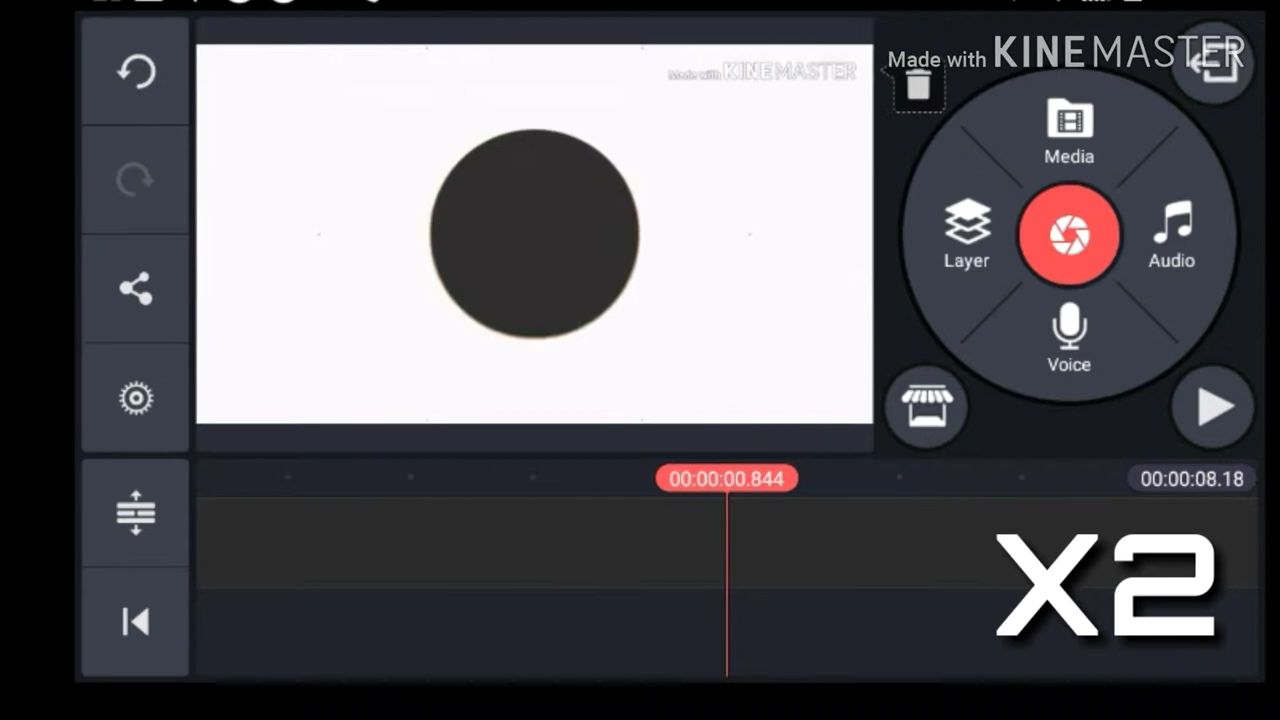 Made with KINEMASTER
Made with KINEMASTER
Media
Layer
Audio
Voice
00:00:00.844
00:00:08.18
X2